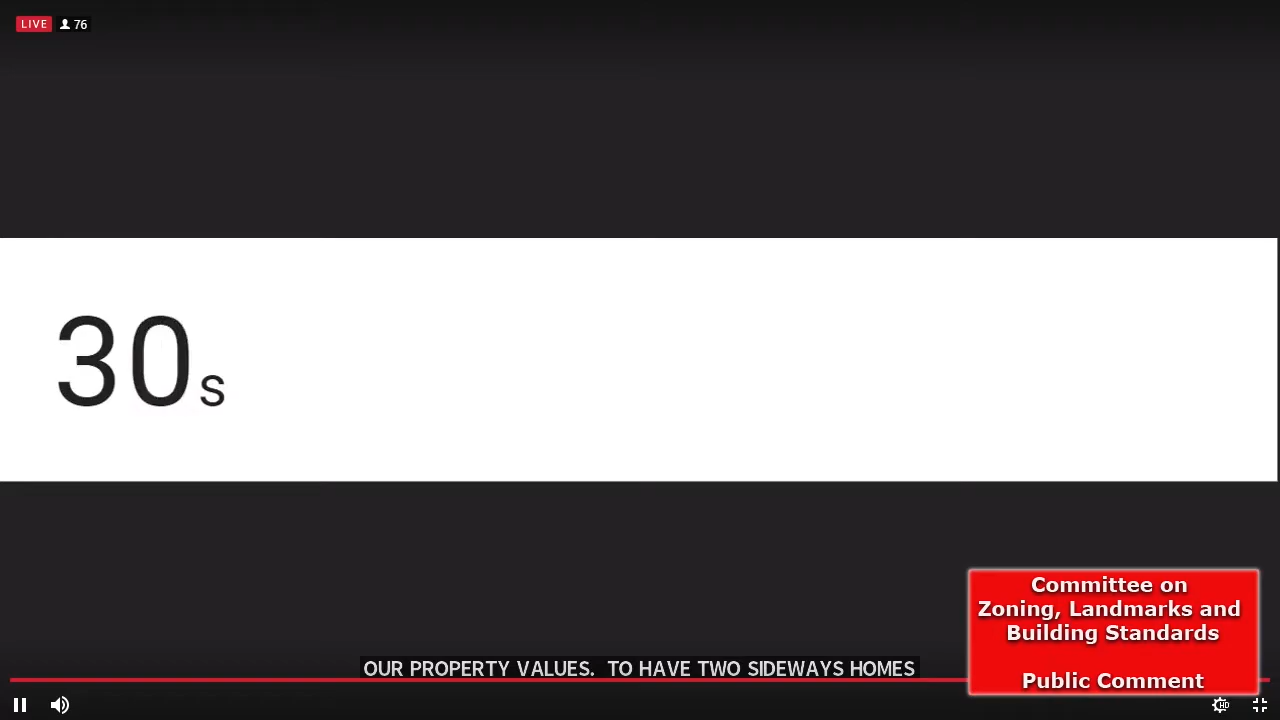 LIVE 76
30s
Committee on
Zoning, Landmarks and
Building Standards
Public Comment
OUR PROPERTY VALUES.  TO HAVE TWO SIDEWAYS HOMES
HD